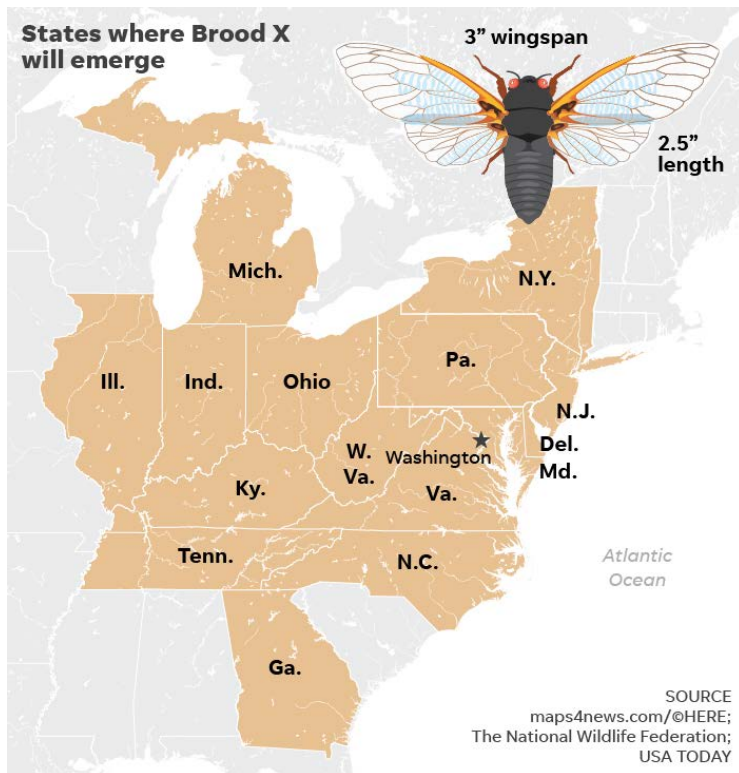 States where Brood X
will emerge
3” wingspan
2.5”
length
Mich.
N.Y.
Pa.
Ill.
Ind.
Ohio
N.J.
W.
Va.
Washington
Del.
Md.
Ky.
Va.
Tenn.
N.C.
Atlantic
Ocean
Ga.
SOURCE
maps4news.com/©HERE;
The National Wildlife Federation;
USA TODAY